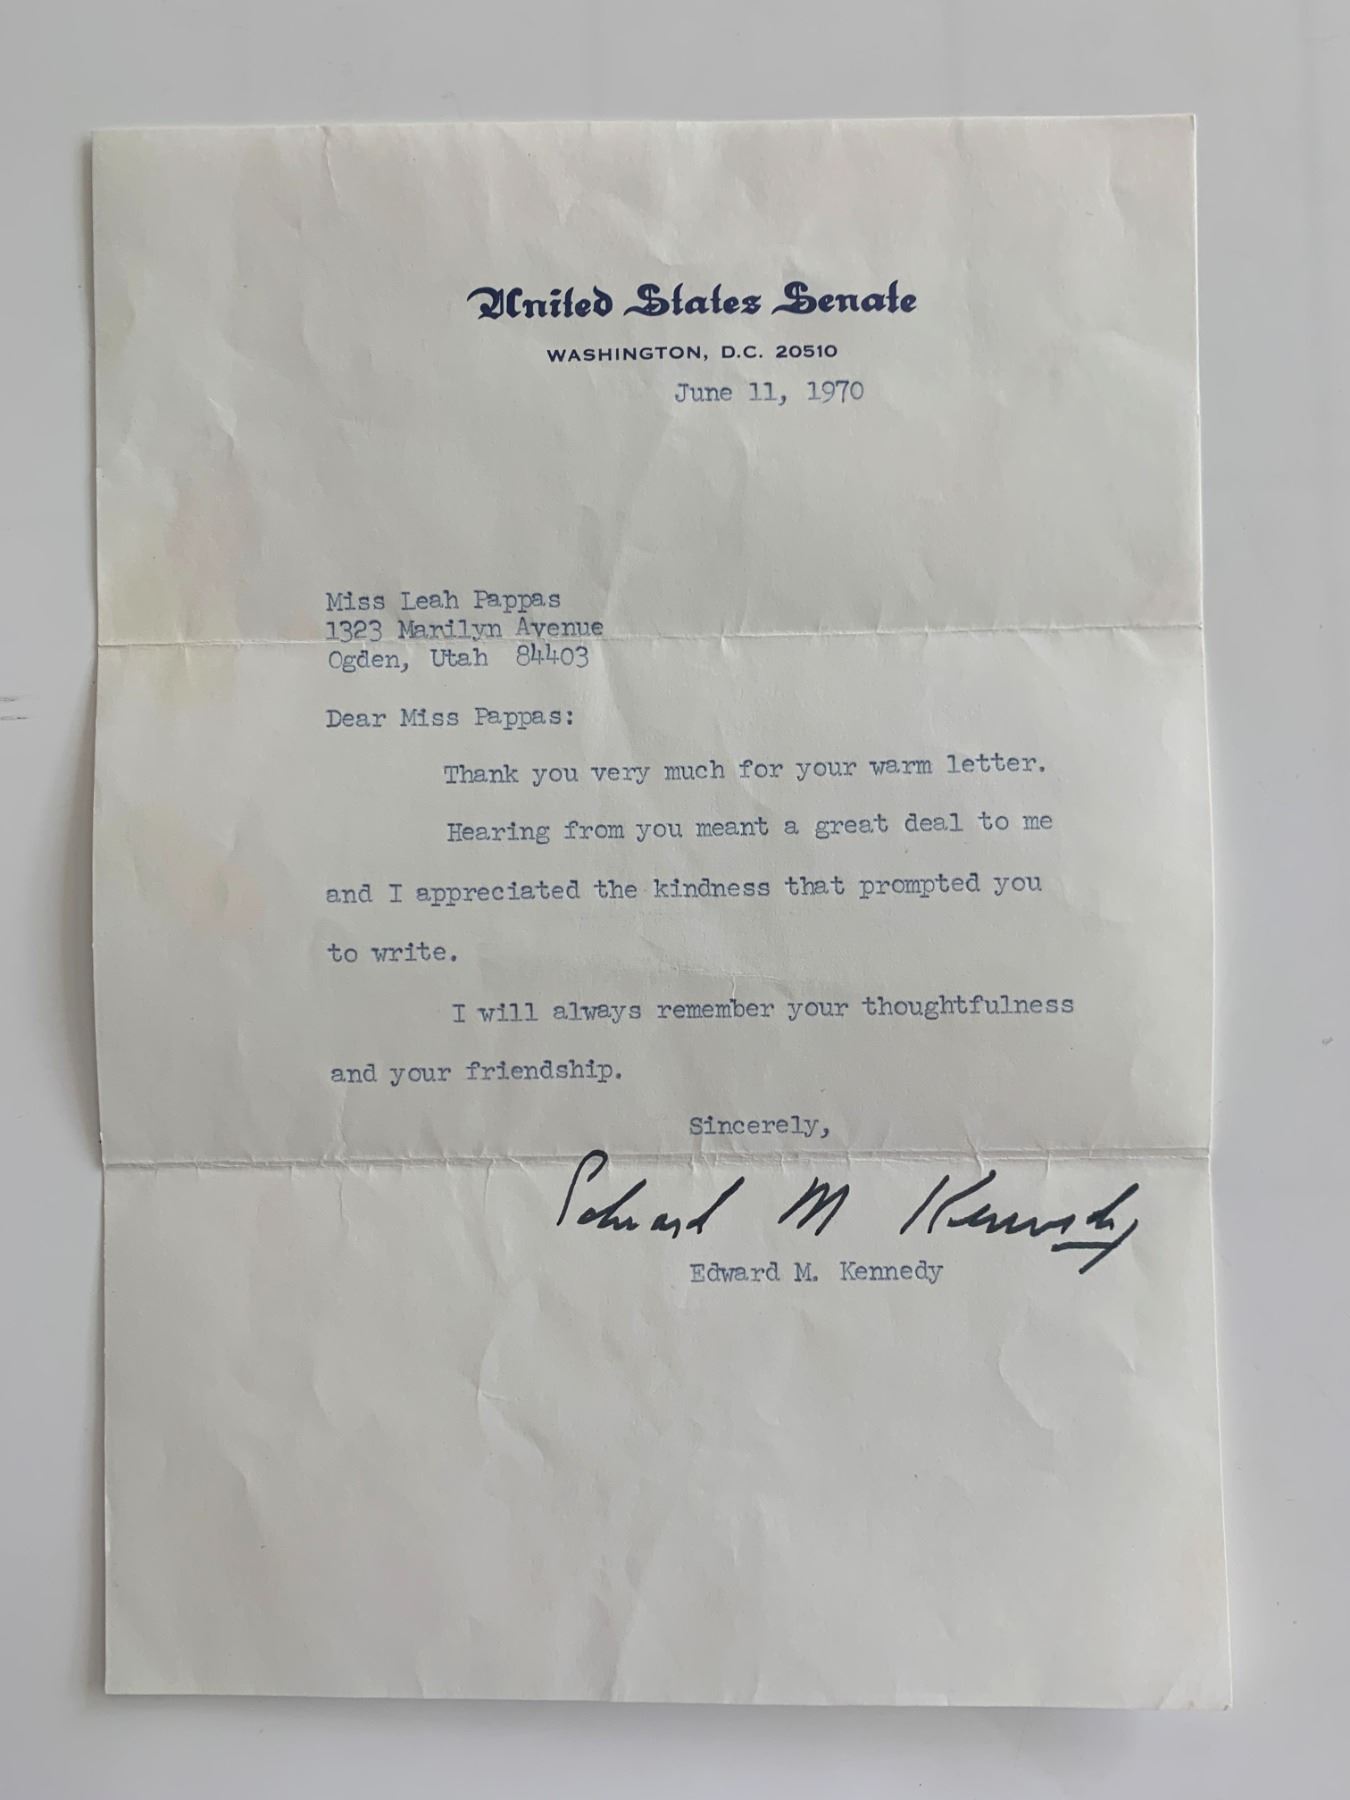 United States Senate
WASHINGTON, D.C. 20510
June 11, 1970
Miss Leah Pappas
1323 Marilyn Avenue
Ogden, Utah 84403
Dear Miss Pappas:
Thank you very much for your warm letter.
Hearing from you meant a great deal to me
and I appreciated the kindness that prompted you
to write.
I will always remember your thoughtfulness
and your friendship.
Sincerely,
Edward M Kennedy
Edward M. Kennedy